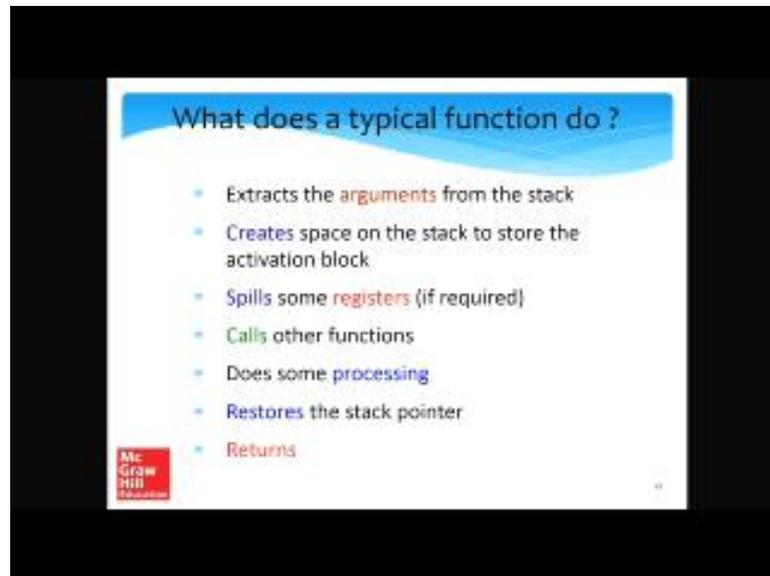 What does a typical function do ?
Extracts the arguments from the stack
Creates space on the stack to store the
activation block
Spills some registers (if required)
Calls other functions
Does some processing
Restores the stack pointer
Returns
Mc
Graw
Hill
Education